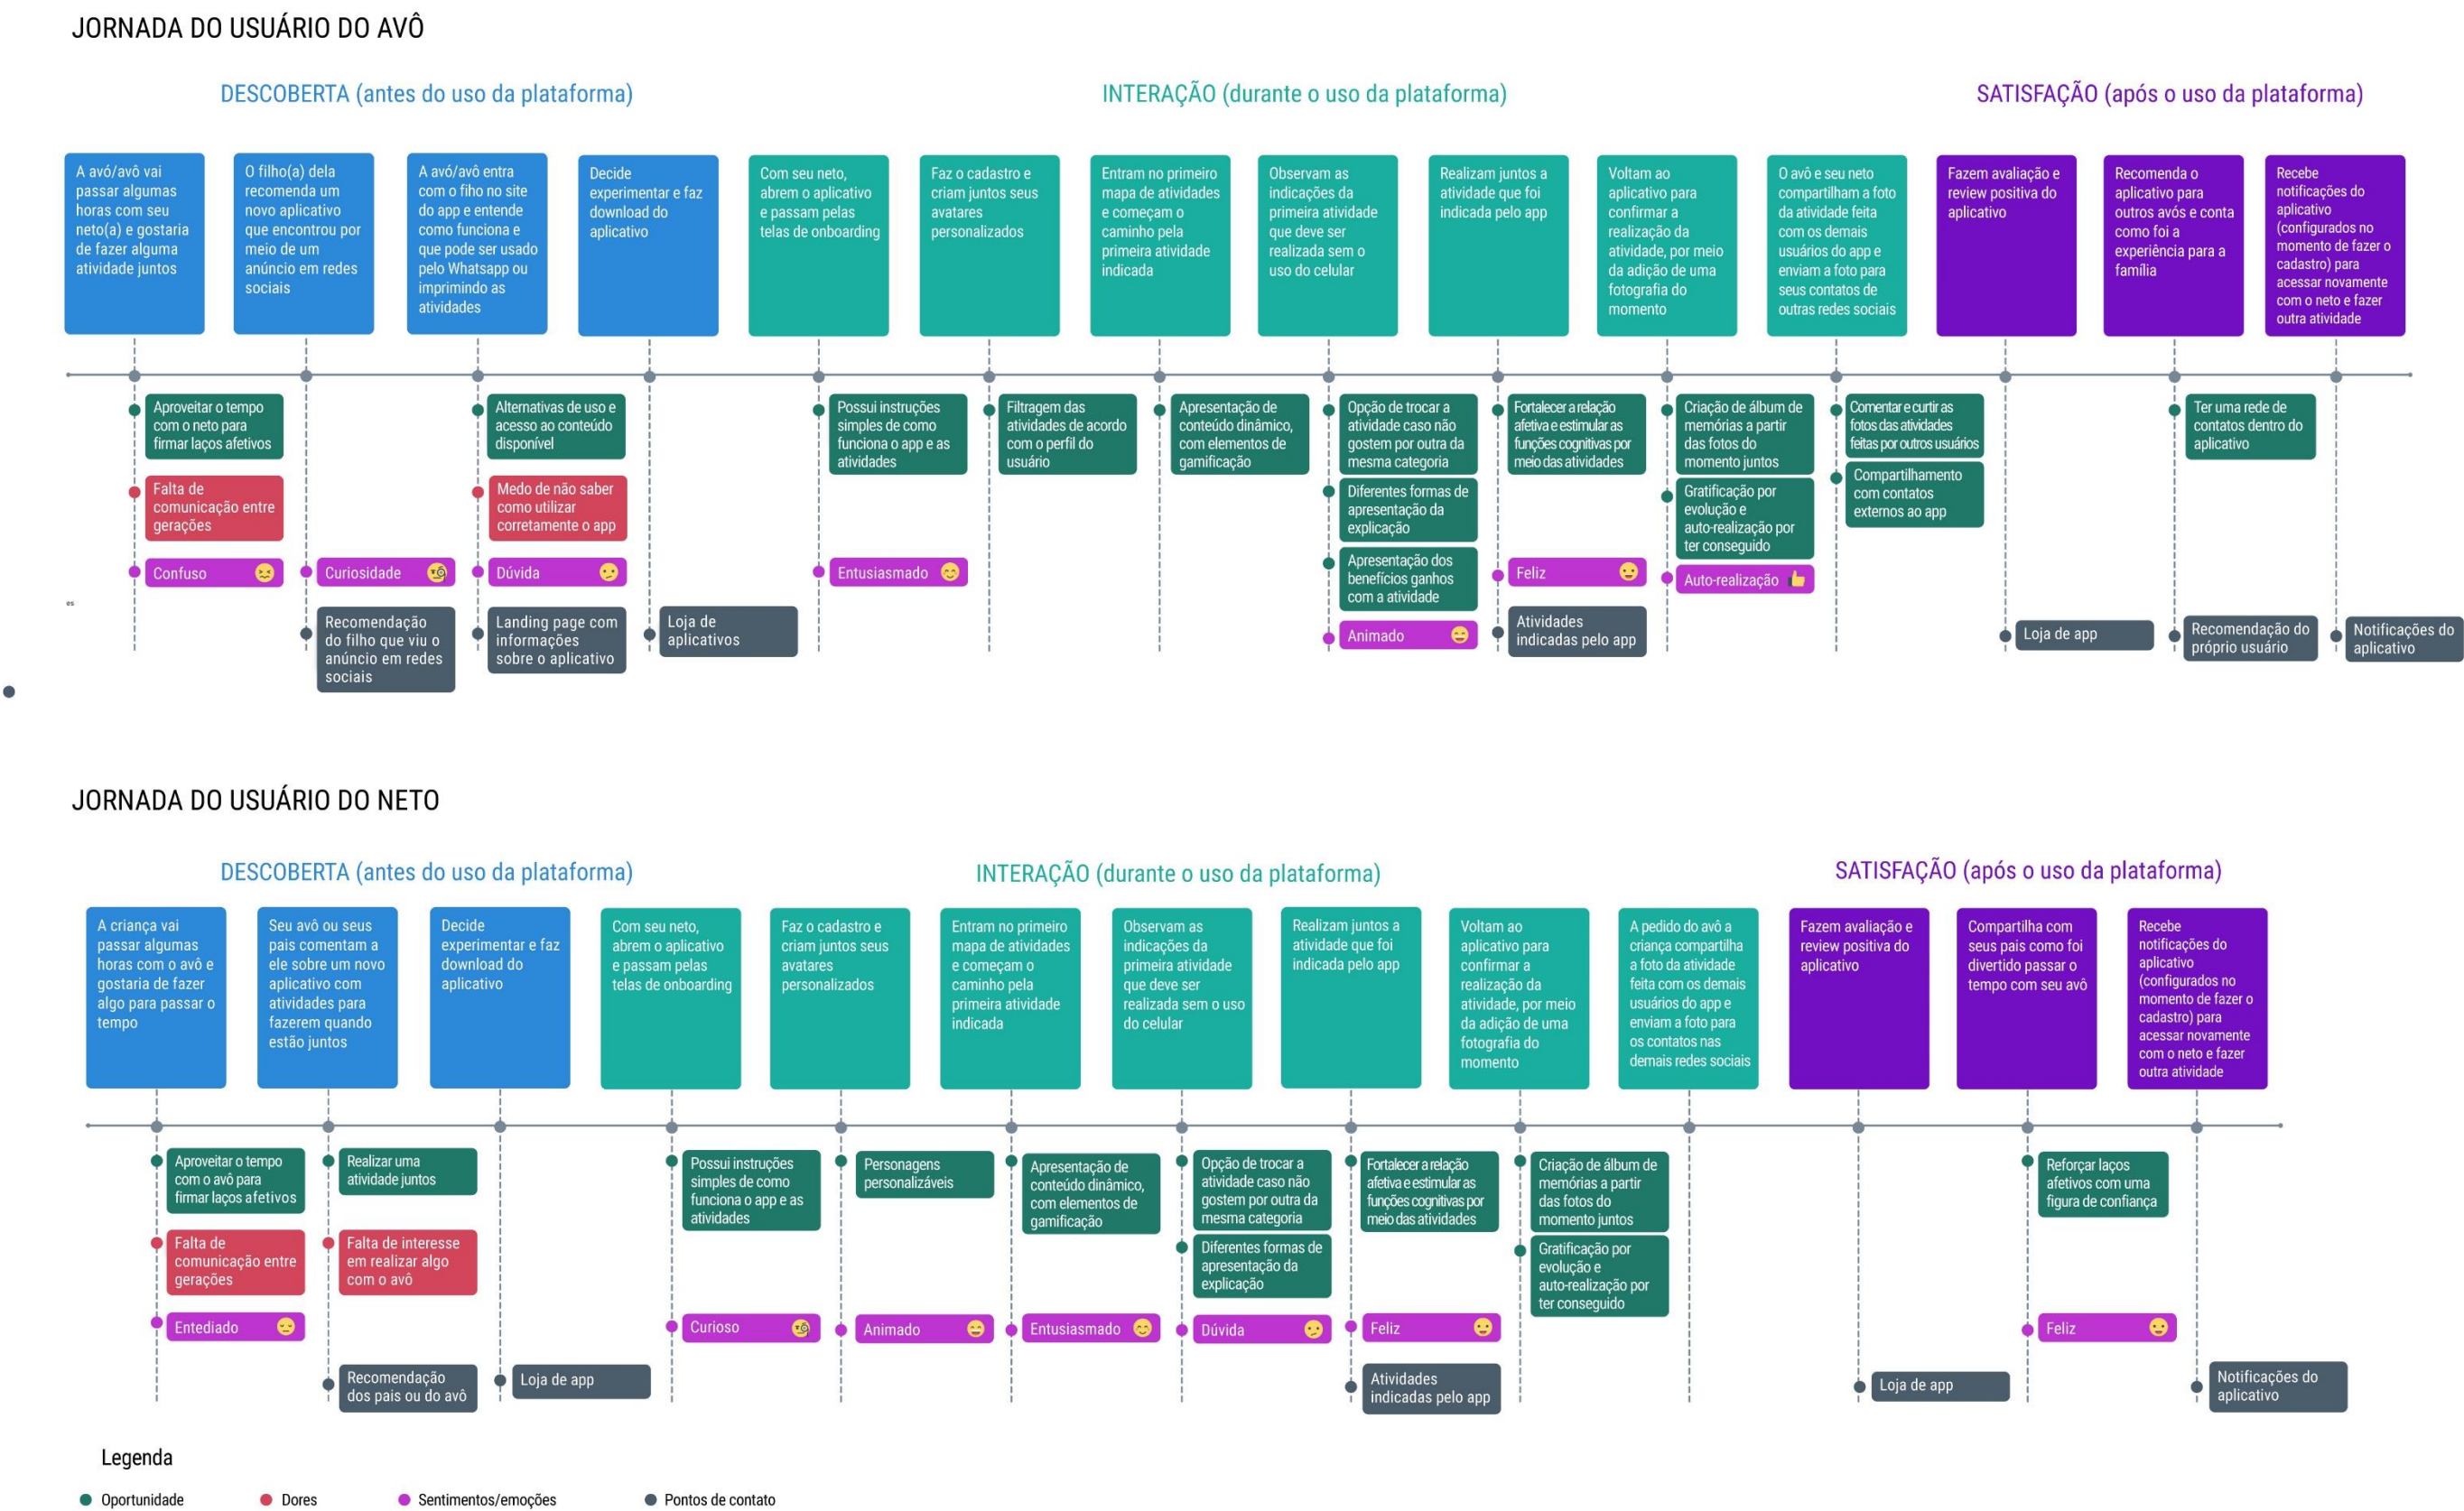 JORNADA DO USUÁRIO DO AVÔ
DESCOBERTA (antes do uso da plataforma)
INTERAÇÃO (durante o uso da plataforma)
SATISFAÇÃO (após o uso da plataforma)
A avó/avô vai
passar algumas
horas com seu
neto(a) e gostaria
de fazer alguma
atividade juntos
O filho(a) dela
recomenda um
novo aplicativo
que encontrou por
meio de um
anúncio em redes
sociais
A avó/avô entra
com o fiho no site
do app e entende
como funciona e
que pode ser usado
pelo Whatsapp ou
imprimindo as
atividades
Decide
experimentar e faz
download do
aplicativo
Com seu neto,
abrem o aplicativo
e passam pelas
telas de onboarding
Faz o cadastro e
criam juntos seus
avatares
personalizados
Entram no primeiro
mapa de atividades
e começam o
caminho pela
primeira atividade
indicada
Observam as
indicações da
primeira atividade
que deve ser
realizada sem o
uso do celular
Realizam juntos a
atividade que foi
indicada pelo app
Voltam ao
aplicativo para
confirmar a
realização da
atividade, por meio
da adição de uma
fotografia do
momento
O avô e seu neto
compartilham a foto
da atividade feita
com os demais
usuários do app e
enviam a foto para
seus contatos de
outras redes sociais
Fazem avaliação e
review positiva do
aplicativo
Recomenda o
aplicativo para
outros avós e conta
como foi a
experiência para a
família
Recebe
notificações do
aplicativo
(configurados no
momento de fazer o
cadastro) para
acessar novamente
com o neto e fazer
outra atividade
Aproveitar o tempo
com o neto para
firmar laços afetivos
Falta de
comunicação entre
gerações
Confuso
Curiosidade
Recomendação
do filho que viu o
anúncio em redes
sociais
Alternativas de uso e
acesso ao conteúdo
disponível
Medo de não saber
como utilizar
corretamente o app
Dúvida
Landing page com
informações
sobre o aplicativo
Loja de
aplicativos
Possui instruções
simples de como
funciona o app e as
atividades
Entusiasmado
Filtragem das
atividades de acordo
com o perfil do
usuário
Apresentação de
conteúdo dinâmico,
com elementos de
gamificação
Opção de trocar a
atividade caso não
gostem por outra da
mesma categoria
Diferentes formas de
apresentação da
explicação
Apresentação dos
benefícios ganhos
com a atividade
Animado
Fortalecer a relação
afetiva e estimular as
funções cognitivas por
meio das atividades
Feliz
Atividades
indicadas pelo app
Criação de álbum de
memórias a partir
das fotos do
momento juntos
Gratificação por
evolução e
auto-realização por
ter conseguido
Auto-realização
Comentar e curtir as
fotos das atividades
feitas por outros usuários
Compartilhamento
com contatos
externos ao app
Loja de app
Ter uma rede de
contatos dentro do
aplicativo
Recomendação do
próprio usuário
Notificações do
aplicativo
es
JORNADA DO USUÁRIO DO NETO
DESCOBERTA (antes do uso da plataforma)
INTERAÇÃO (durante o uso da plataforma)
SATISFAÇÃO (após o uso da plataforma)
A criança vai
passar algumas
horas com o avô e
gostaria de fazer
algo para passar o
tempo
Seu avô ou seus
pais comentam a
ele sobre um novo
aplicativo com
atividades para
fazerem quando
estão juntos
Decide
experimentar e faz
download do
aplicativo
Com seu neto,
abrem o aplicativo
e passam pelas
telas de onboarding
Faz o cadastro e
criam juntos seus
avatares
personalizados
Entram no primeiro
mapa de atividades
e começam o
caminho pela
primeira atividade
indicada
Observam as
indicações da
primeira atividade
que deve ser
realizada sem o uso
do celular
Realizam juntos a
atividade que foi
indicada pelo app
Voltam ao
aplicativo para
confirmar a
realização da
atividade, por meio
da adição de uma
fotografia do
momento
A pedido do avô a
criança compartilha
a foto da atividade
feita com os demais
usuários do app e
enviam a foto para
os contatos nas
demais redes sociais
Fazem avaliação e
review positiva do
aplicativo
Compartilha com
seus pais como foi
divertido passar o
tempo com seu avô
Recebe
notificações do
aplicativo
(configurados no
momento de fazer o
cadastro) para
acessar novamente
com o neto e fazer
outra atividade
Aproveitar o tempo
com o avô para
firmar laços afetivos
Falta de
comunicação entre
gerações
Entediado
Realizar uma
atividade juntos
Falta de interesse
em realizar algo
com o avô
Recomendação
dos pais ou do avô
Loja de app
Possui instruções
simples de como
funciona o app e as
atividades
Curioso
Personagens
personalizáveis
Animado
Apresentação de
conteúdo dinâmico,
com elementos de
gamificação
Entusiasmado
Opção de trocar a
atividade caso não
gostem por outra da
mesma categoria
Diferentes formas de
apresentação da
explicação
Dúvida
Fortalecer a relação
afetiva e estimular as
funções cognitivas por
meio das atividades
Feliz
Atividades
indicadas pelo app
Criação de álbum de
memórias a partir
das fotos do
momento juntos
Gratificação por
evolução e
auto-realização por
ter conseguido
Loja de app
Reforçar laços
afetivos com uma
figura de confiança
Feliz
Notificações do
aplicativo
Legenda
Oportunidade
Dores
Sentimentos/emoções
Pontos de contato